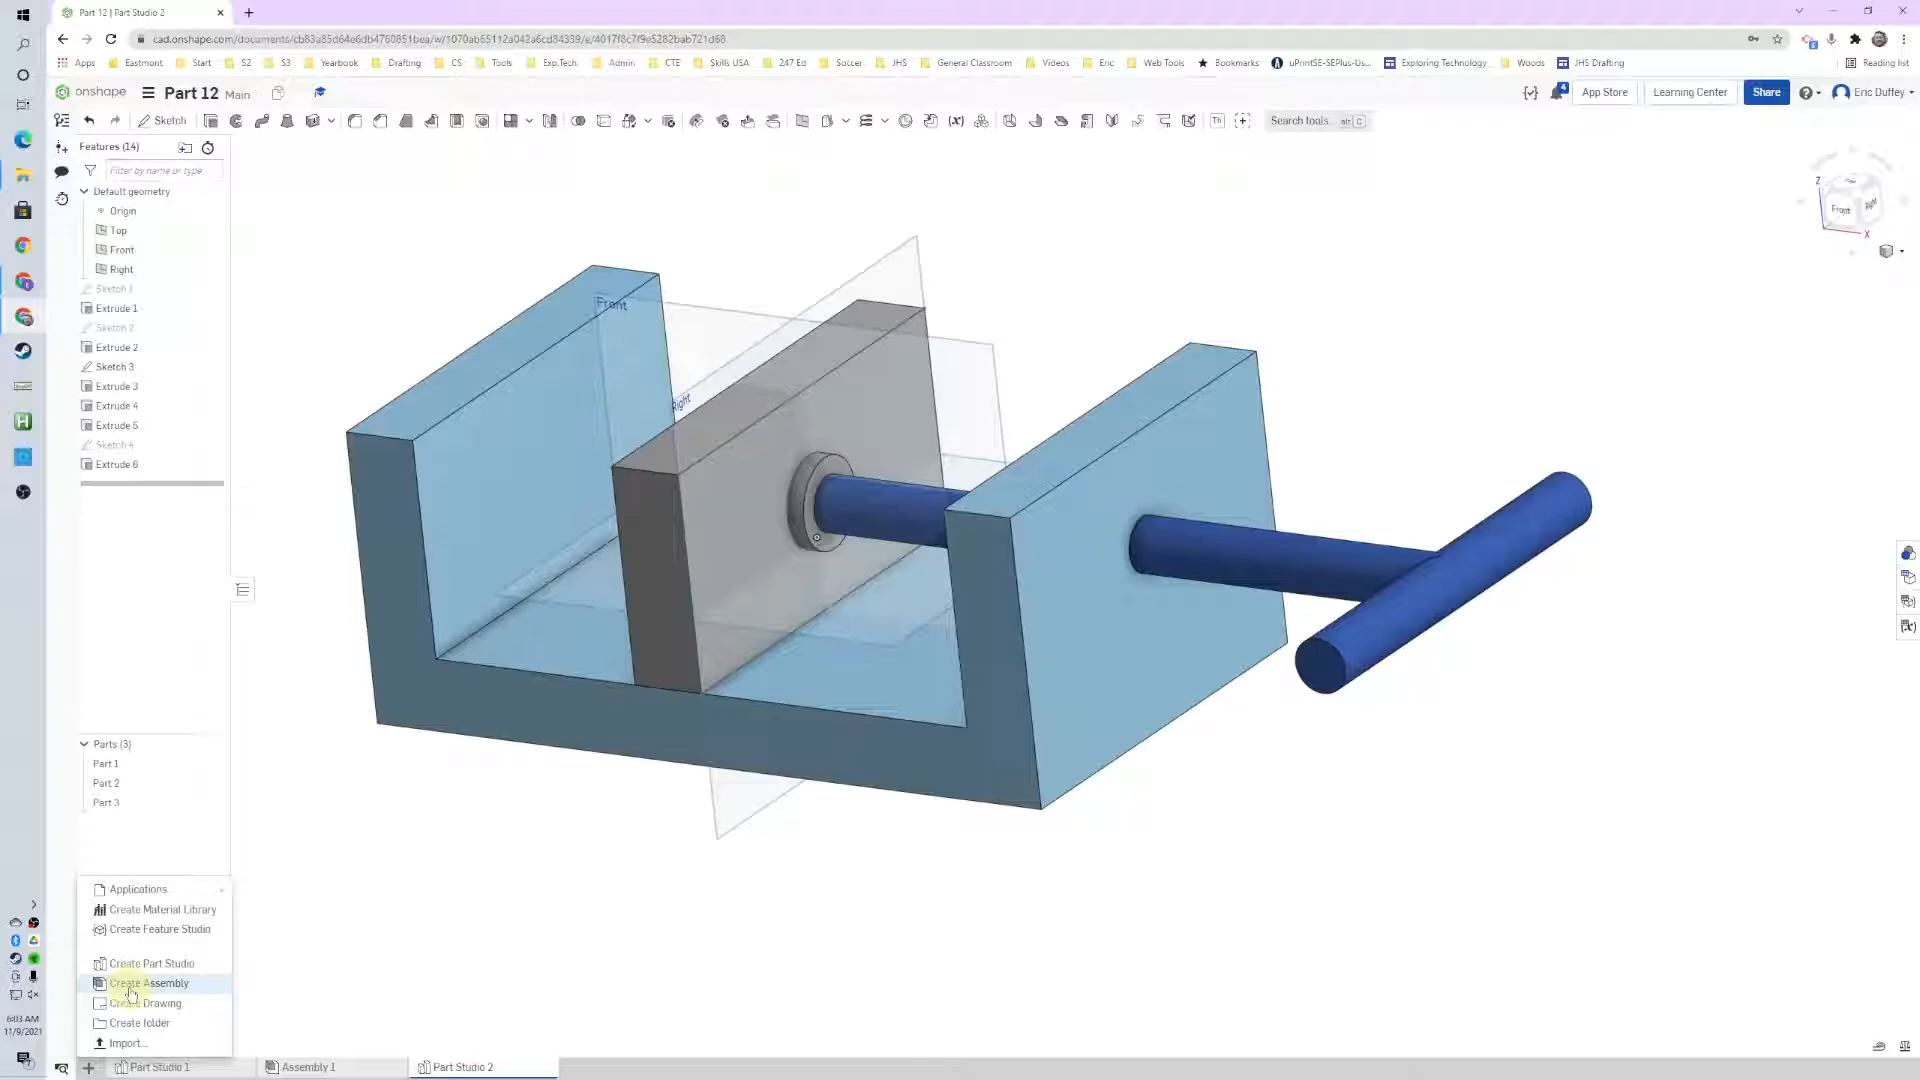 Part 12 | Part Studio 2
cad.onshape.com/documents/cb83a85d64e6db4760851bea/w/1070ab65112a042a6cd84339/e/4017f8c7f9e5282bab721d68
Apps Eastmont Start S2 S3 Yearbook Drafting CS Tools Exp.Tech. Admin CTE Skills USA 247 Ed Soccer JHS General Classroom Videos Enc Web Tools Bookmarks uPrintSE-SEPlus-Us... Exploring Technology Woods JHS Drafting Reading list
onshape Part 12 Main 4 App Store Learning Center Share Eric Duffey
Sketch Search tools... alt C
Features (14)
Filter by name or type
Default geometry
Origin
Top
Front
Right
Sketch 1
Extrude 1
Sketch 2
Extrude 2
Sketch 3
Extrude 3
Extrude 4
Extrude 5
Sketch 4
Extrude 6
Front
Right
Z
Front
Right
X
Parts (3)
Part 1
Part 2
Part 3
Applications
Create Material Library
Create Feature Studio
Create Part Studio
Create Assembly
Create Drawing
Create folder
Import...
6:03 AM
11/9/2021
Part Studio 1 Assembly 1 Part Studio 2